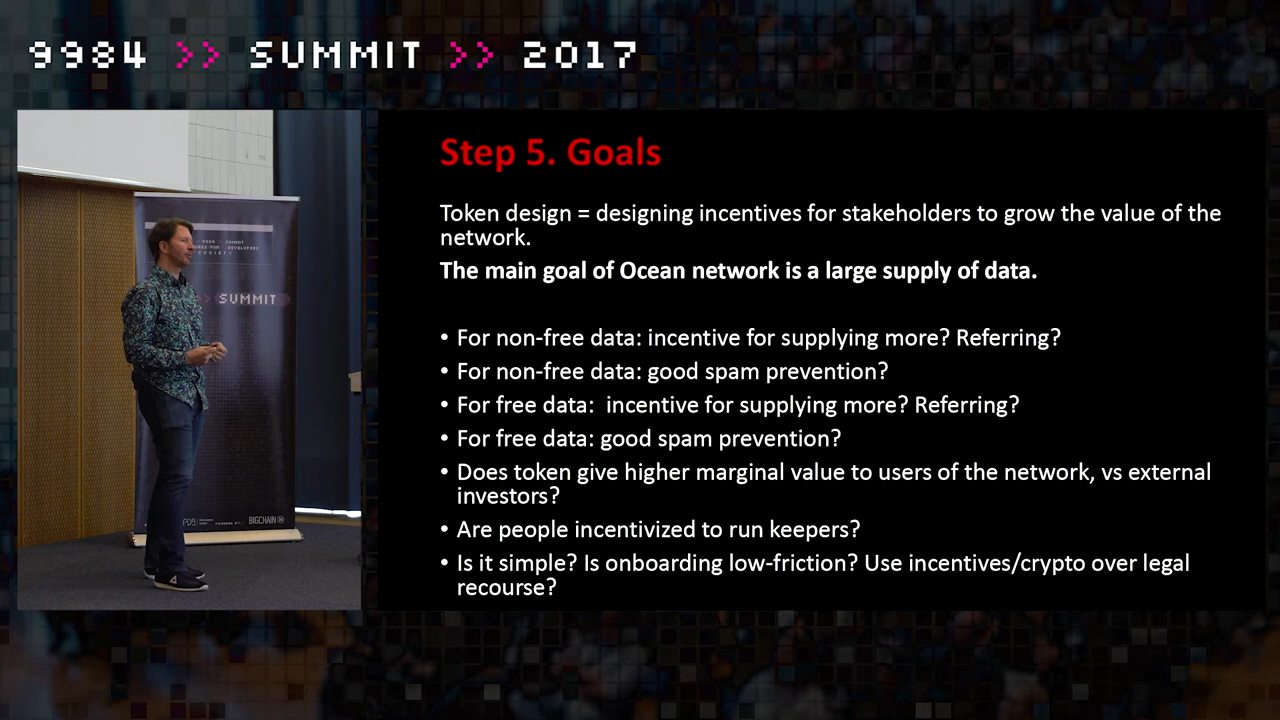 9984 >> SUMMIT >> 2017
Step 5. Goals
Token design = designing incentives for stakeholders to grow the value of the
network.
The main goal of Ocean network is a large supply of data.
• For non-free data: incentive for supplying more? Referring?
• For non-free data: good spam prevention?
• For free data:  incentive for supplying more? Referring?
• For free data: good spam prevention?
• Does token give higher marginal value to users of the network, vs external
investors?
• Are people incentivized to run keepers?
• Is it simple? Is onboarding low-friction? Use incentives/crypto over legal
recourse?
9984 SUMMIT
SUMMIT
BIGCHAIN